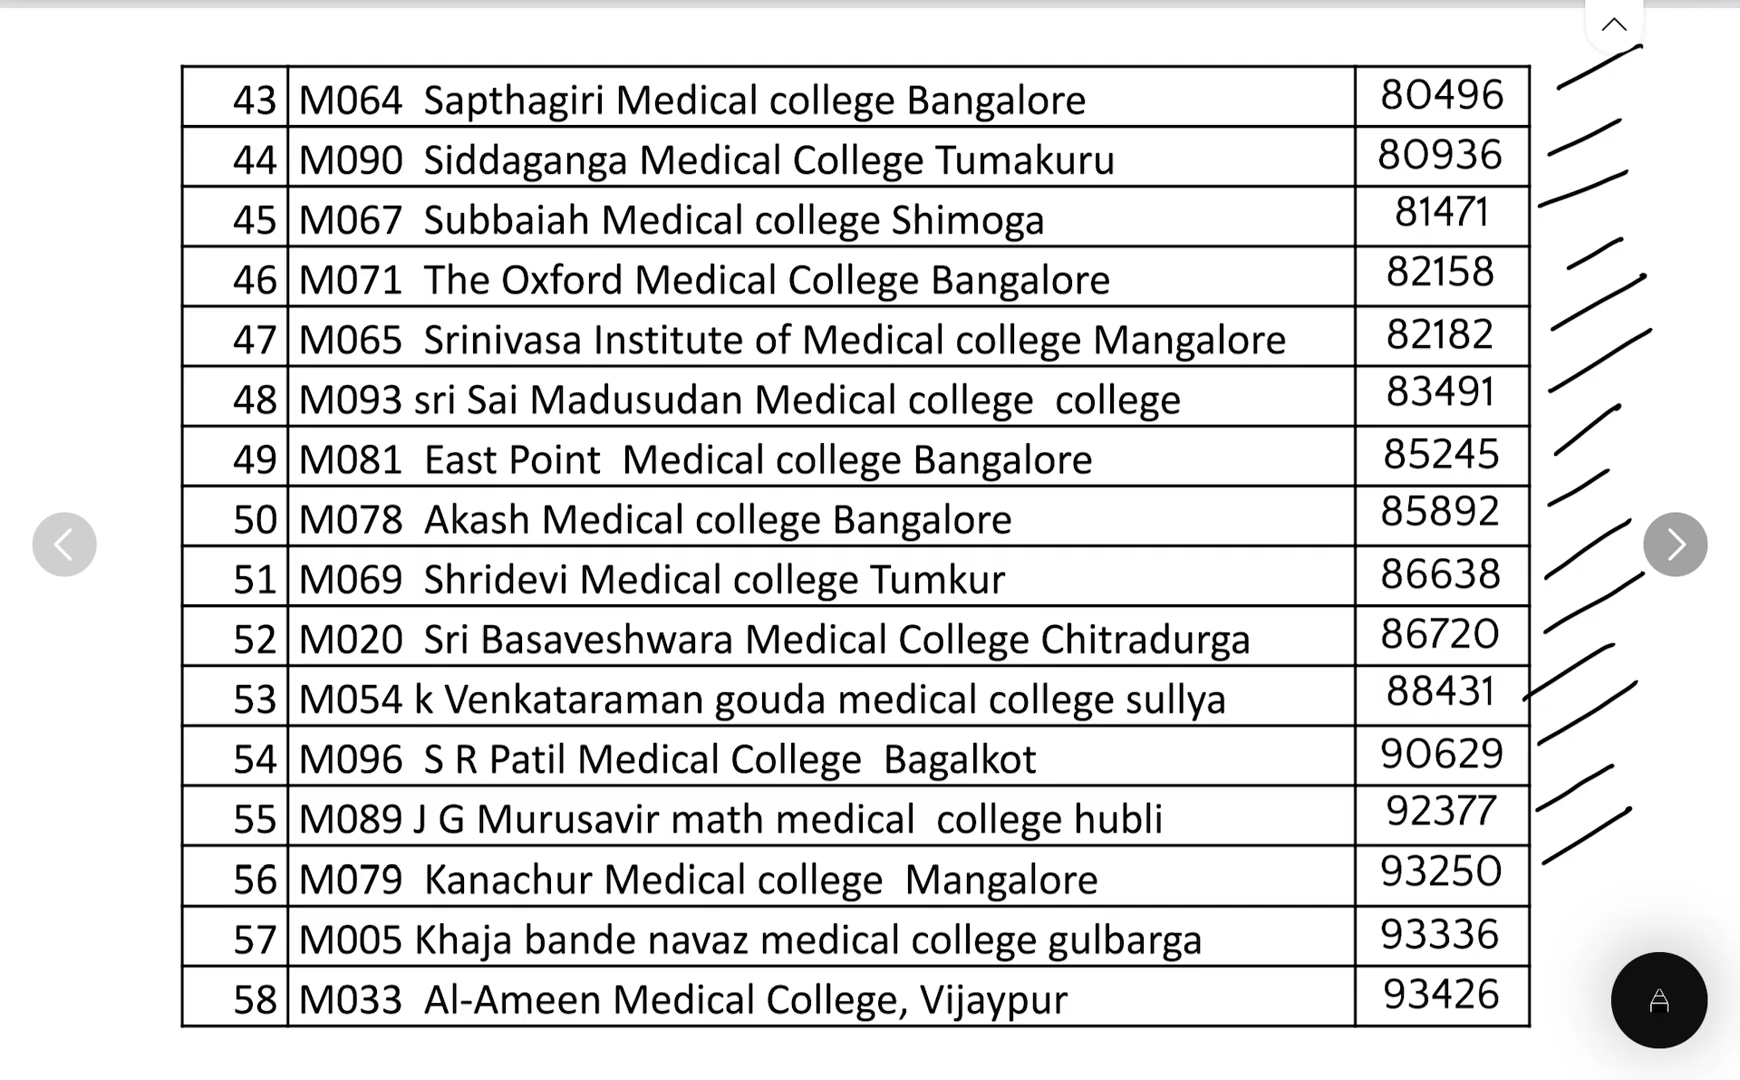 43 M064 Sapthagiri Medical college Bangalore 80496
44 M090 Siddaganga Medical College Tumakuru 80936
45 M067 Subbaiah Medical college Shimoga 81471
46 M071 The Oxford Medical College Bangalore 82158
47 M065 Srinivasa Institute of Medical college Mangalore 82182
48 M093 sri Sai Madusudan Medical college college 83491
49 M081 East Point Medical college Bangalore 85245
50 M078 Akash Medical college Bangalore 85892
51 M069 Shridevi Medical college Tumkur 86638
52 M020 Sri Basaveshwara Medical College Chitradurga 86720
53 M054 k Venkataraman gouda medical college sullya 88431
54 M096 S R Patil Medical College Bagalkot 90629
55 M089 J G Murusavir math medical college hubli 92377
56 M079 Kanachur Medical college Mangalore 93250
57 M005 Khaja bande navaz medical college gulbarga 93336
58 M033 Al-Ameen Medical College, Vijaypur 93426